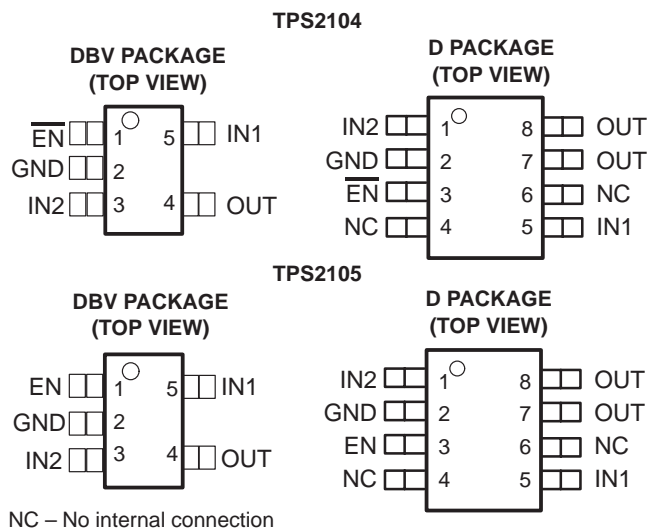 TPS2104
DBV PACKAGE
(TOP VIEW)
EN 1 5 IN1
GND 2
IN2 3 4 OUT
D PACKAGE
(TOP VIEW)
IN2 1 8 OUT
GND 2 7 OUT
EN 3 6 NC
NC 4 5 IN1
TPS2105
DBV PACKAGE
(TOP VIEW)
EN 1 5 IN1
GND 2
IN2 3 4 OUT
D PACKAGE
(TOP VIEW)
IN2 1 8 OUT
GND 2 7 OUT
EN 3 6 NC
NC 4 5 IN1
NC – No internal connection